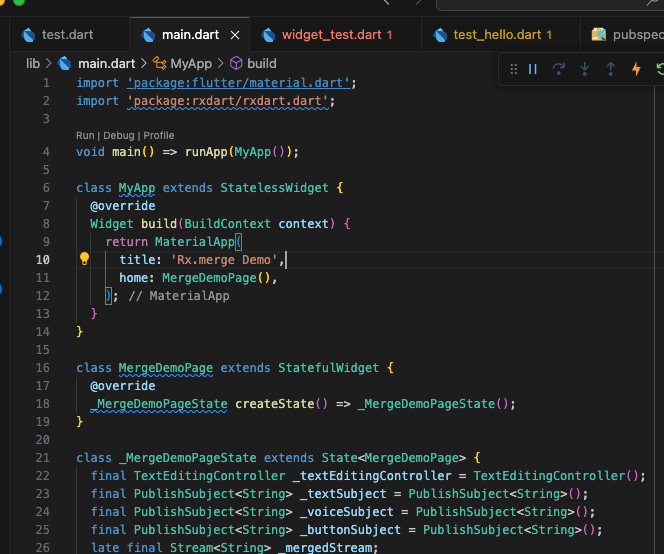 test.dart main.dart widget_test.dart 1 test_hello.dart 1 pubspec
lib > main.dart > MyApp > build
1 import 'package:flutter/material.dart';
2 import 'package:rxdart/rxdart.dart';
3
Run | Debug | Profile
4 void main() => runApp(MyApp());
5
6 class MyApp extends StatelessWidget {
7 @override
8 Widget build(BuildContext context) {
9 return MaterialApp(
10 title: 'Rx.merge Demo',
11 home: MergeDemoPage(),
12 ); // MaterialApp
13 }
14 }
15
16 class MergeDemoPage extends StatefulWidget {
17 @override
18 _MergeDemoPageState createState() => _MergeDemoPageState();
19 }
20
21 class _MergeDemoPageState extends State<MergeDemoPage> {
22 final TextEditingController _textEditingController = TextEditingController();
23 final PublishSubject<String> _textSubject = PublishSubject<String>();
24 final PublishSubject<String> _voiceSubject = PublishSubject<String>();
25 final PublishSubject<String> _buttonSubject = PublishSubject<String>();
26 late final Stream<String> _mergedStream;